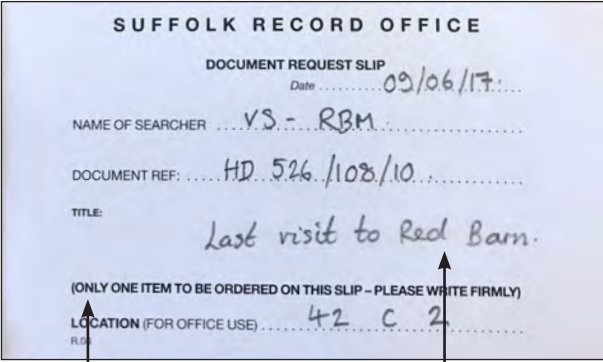 SUFFOLK RECORD OFFICE
DOCUMENT REQUEST SLIP
Date ......... 09/06/17
NAME OF SEARCHER .... VS - RBM
DOCUMENT REF: ..... HD 526/108/10
TITLE:
Last visit to Red Barn.
(ONLY ONE ITEM TO BE ORDERED ON THIS SLIP – PLEASE WRITE FIRMLY)
LOCATION (FOR OFFICE USE) ....... 42 C 2